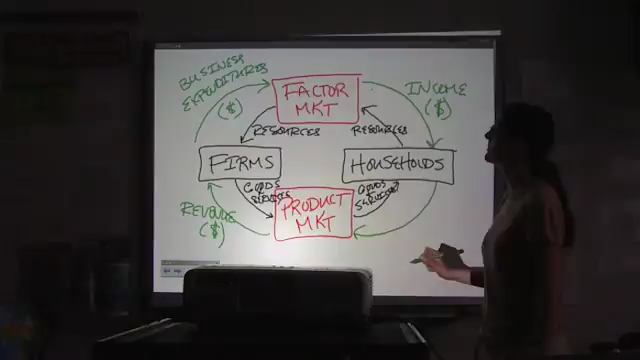 BUSINESS
EXPENDITURES
($)
FACTOR
MKT
INCOME
($)
RESOURCES
RESOURCES
FIRMS
HOUSEHOLDS
GOODS
SERVICES
GOODS
SERVICES
PRODUCT
MKT
REVENUE
($)